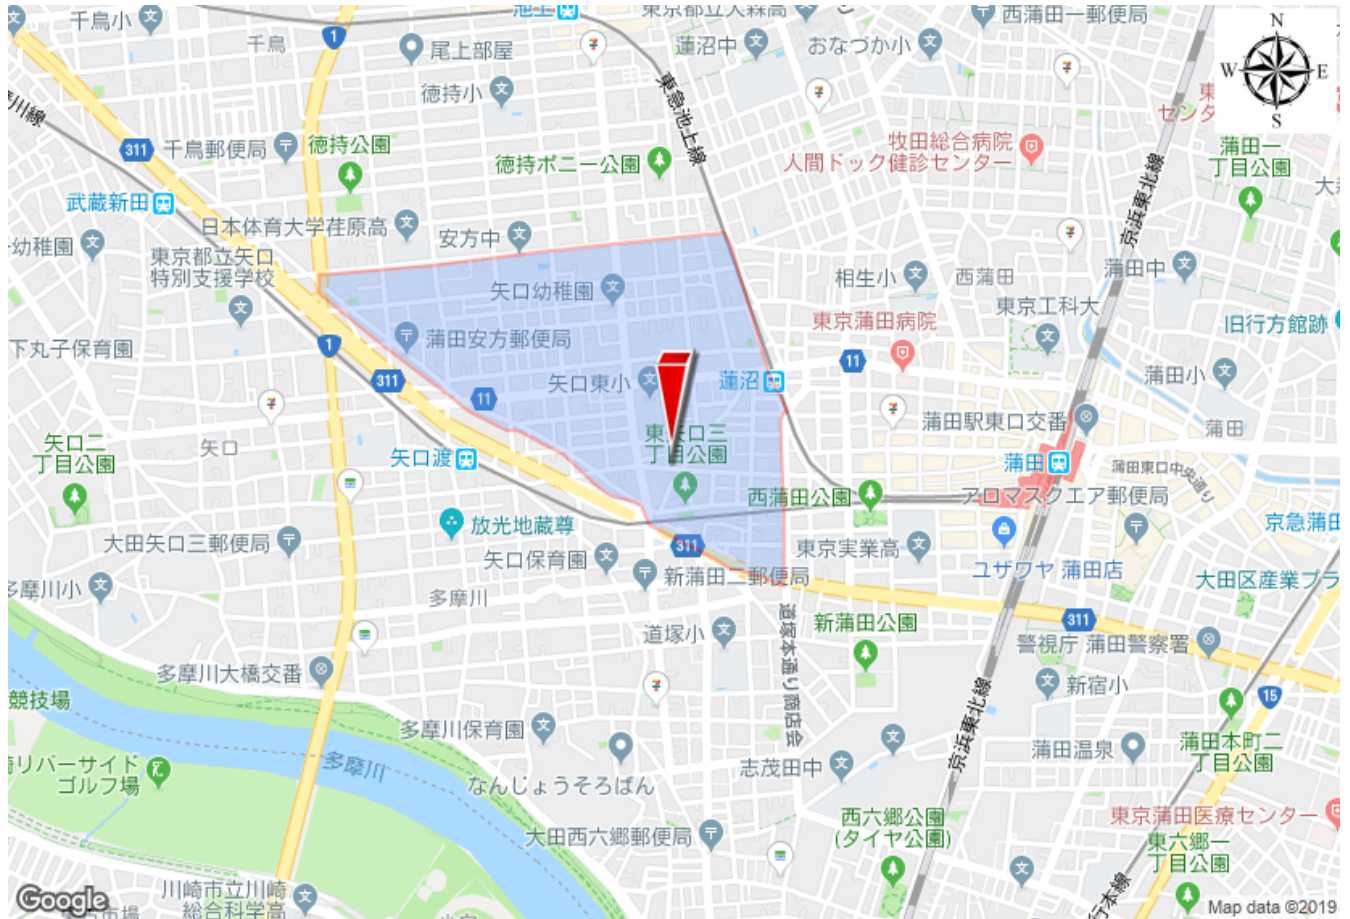 千鳥小
千鳥
1
尾上部屋
池上
蓮沼中
おなづか小
西蒲田一郵便局
N
W
E
S
徳持小
東急池上線
311
千鳥郵便局
徳持公園
徳持ポニー公園
牧田総合病院
人間ドック健診センター
蒲田一
丁目公園
武蔵新田
日本体育大学荏原高
安方中
京浜東北線
東京都立矢口
特別支援学校
矢口幼稚園
相生小
西蒲田
蒲田中
東京工科大
旧行方館跡
下丸子保育園
1
蒲田安方郵便局
東京蒲田病院
311
11
矢口東小
蓮沼
11
蒲田小
矢口
矢口二
丁目公園
矢口渡
丁目公園
蒲田駅東口交番
蒲田
蒲田
蒲田東口中央通り
西蒲田公園
アロマスクエア郵便局
放光地蔵尊
大田矢口三郵便局
矢口保育園
311
東京実業高
ユザワヤ 蒲田店
京急蒲田
新蒲田二郵便局
多摩川小
多摩川
大田区産業プラ
道塚小
道塚本通り商店会
新蒲田公園
311
警視庁 蒲田警察署
多摩川大橋交番
新宿小
15
競技場
多摩川保育園
京浜東北線
蒲田温泉
蒲田本町二
丁目公園
リバーサイド
ゴルフ場
多摩川
なんじょうそろばん
志茂田中
大田西六郷郵便局
西六郷公園
(タイヤ公園)
東京蒲田医療センター
東六郷一
丁目公園
川崎市立川崎
総合科学高
Google
Map data ©2019